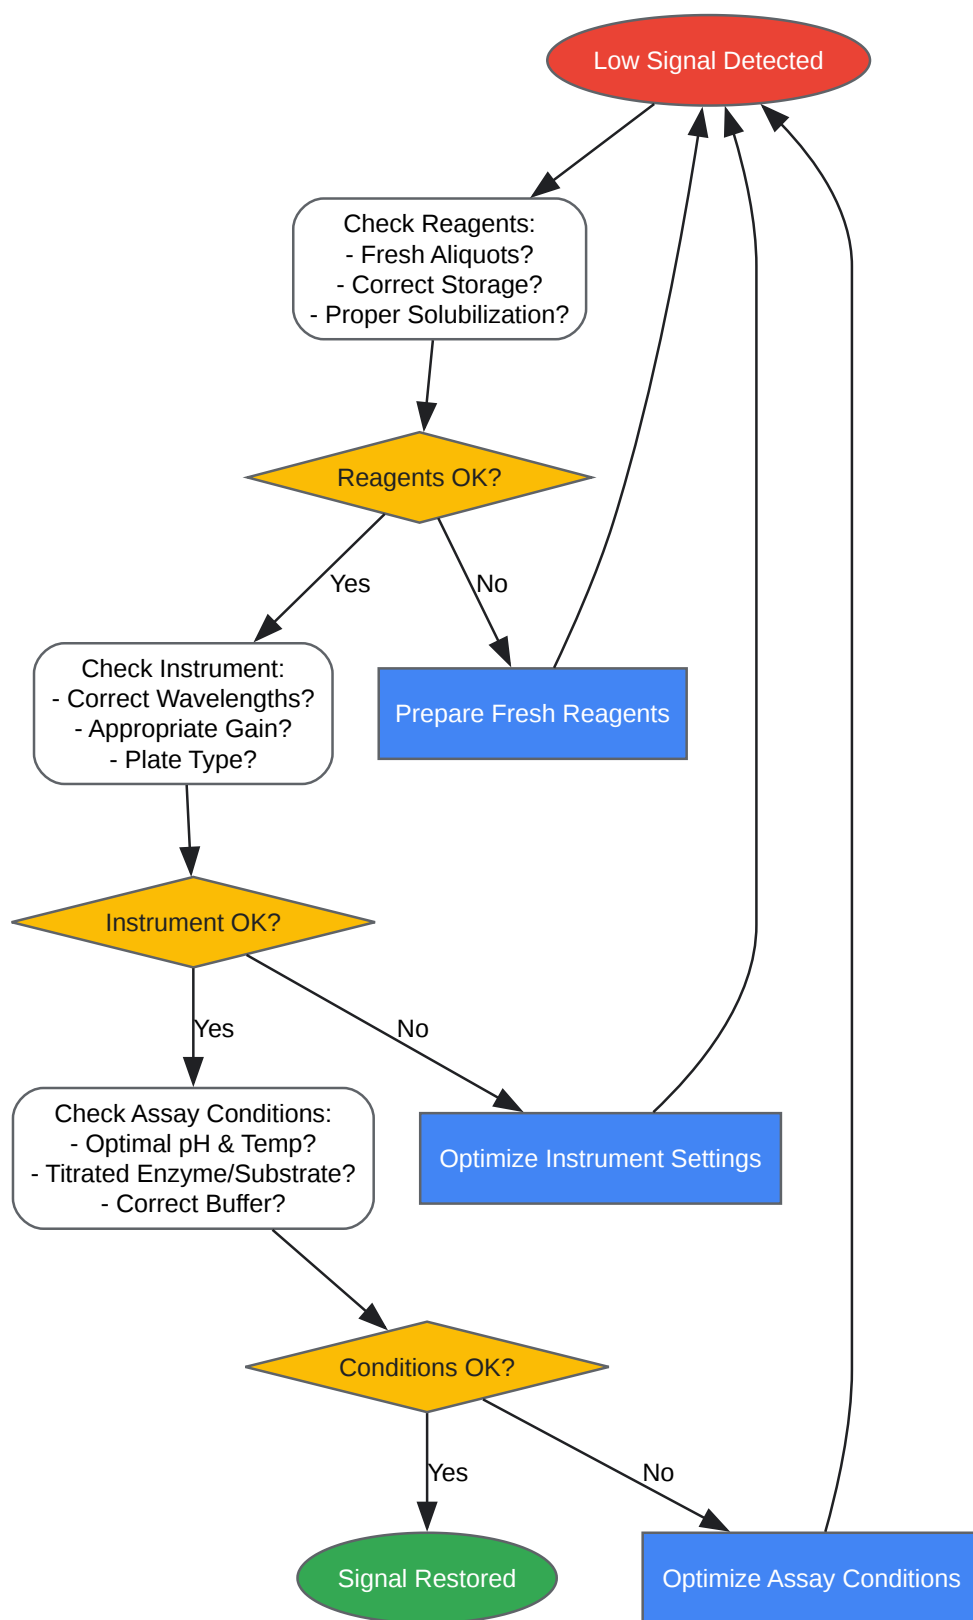 Low Signal Detected
Check Reagents:
- Fresh Aliquots?
- Correct Storage?
- Proper Solubilization?
Reagents OK?
Yes
No
Check Instrument:
- Correct Wavelengths?
- Appropriate Gain?
- Plate Type?
Prepare Fresh Reagents
Instrument OK?
Yes
No
Check Assay Conditions:
- Optimal pH & Temp?
- Titrated Enzyme/Substrate?
- Correct Buffer?
Optimize Instrument Settings
Conditions OK?
Yes
No
Signal Restored
Optimize Assay Conditions